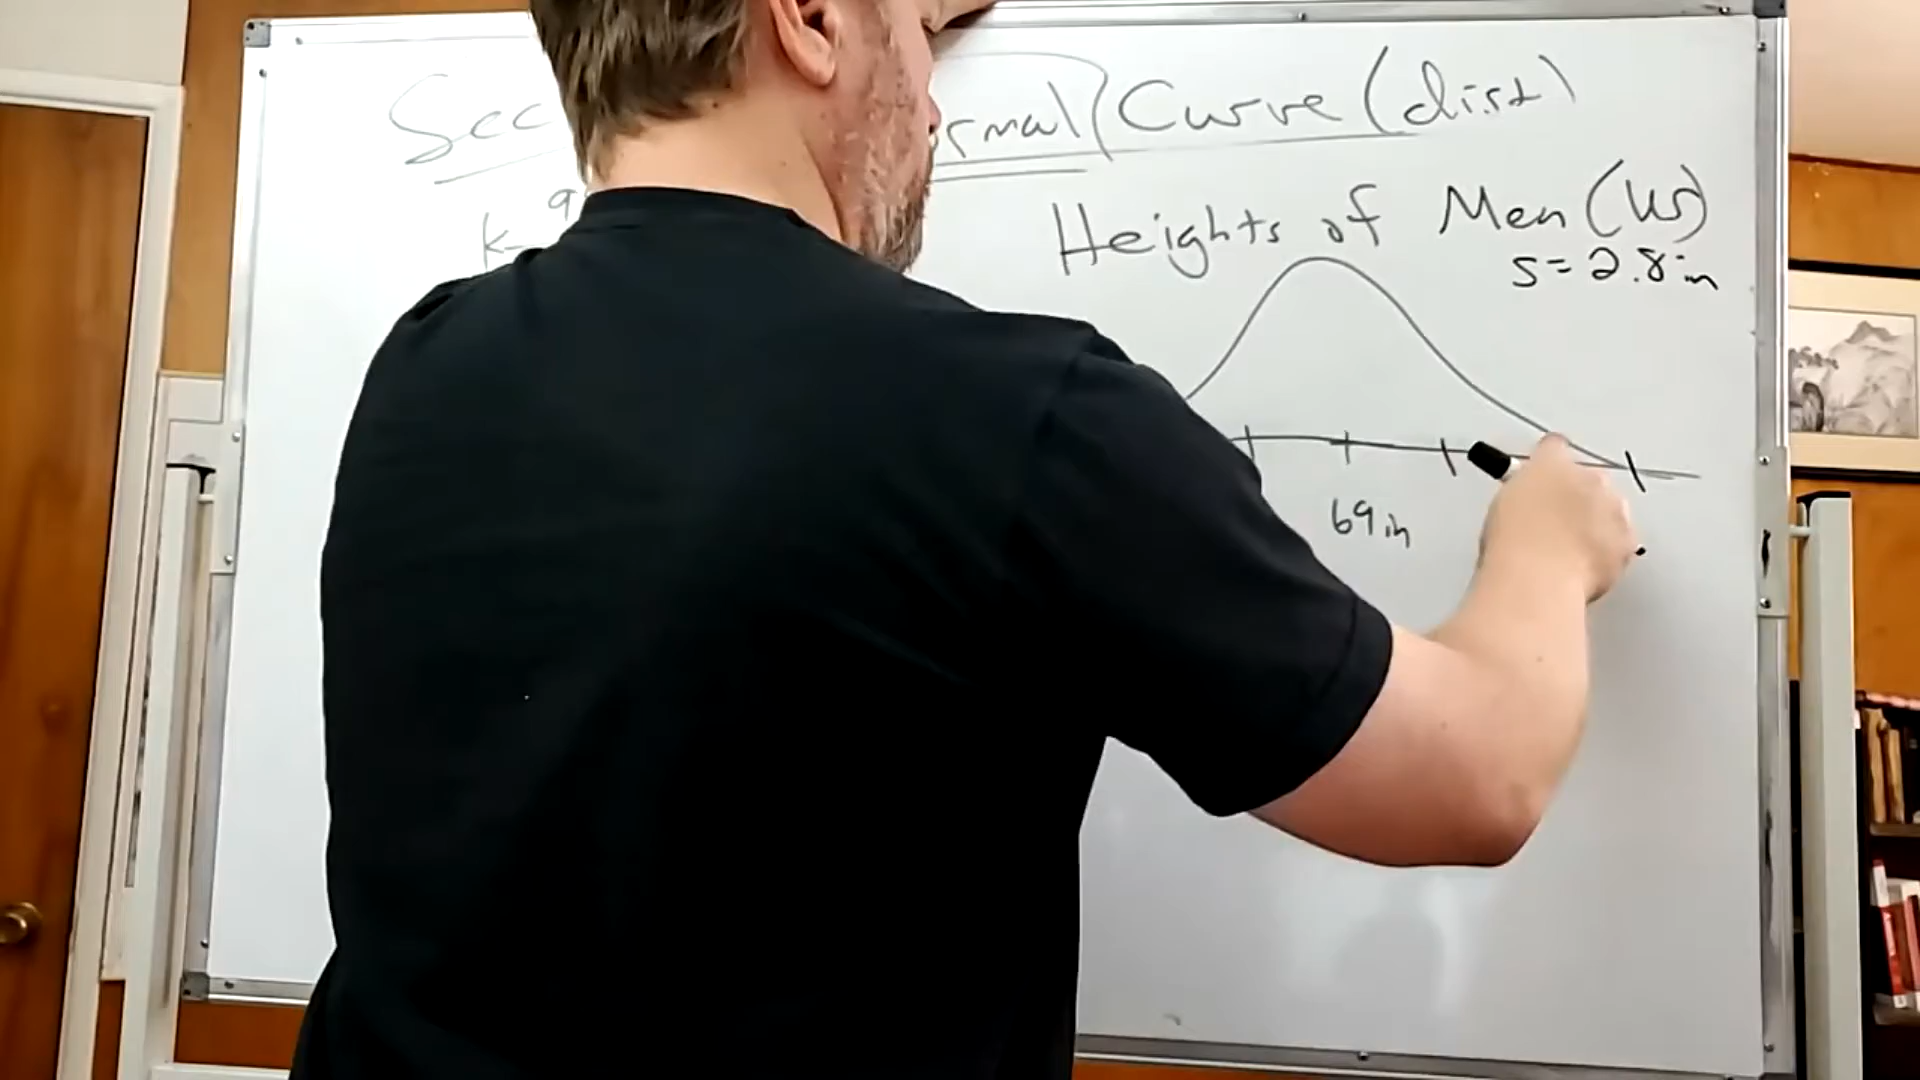 Sec rmal Curve (dist)
Heights of Men (US)
s = 2.8 in
69 in